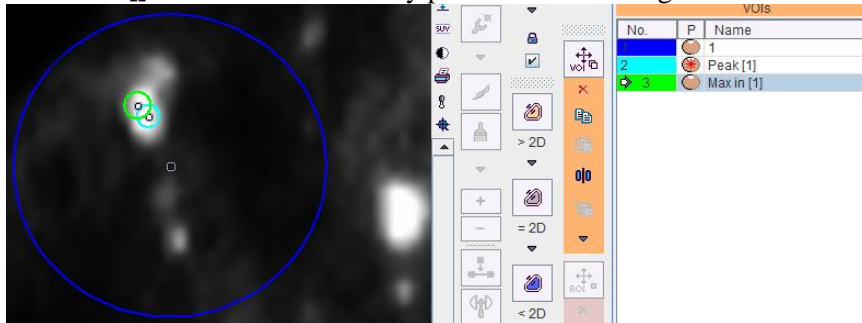 VOIs
SUV
No. P Name
1 1
2 Peak [1]
3 Max in [1]
VOI
> 2D
= 2D
ROI
< 2D